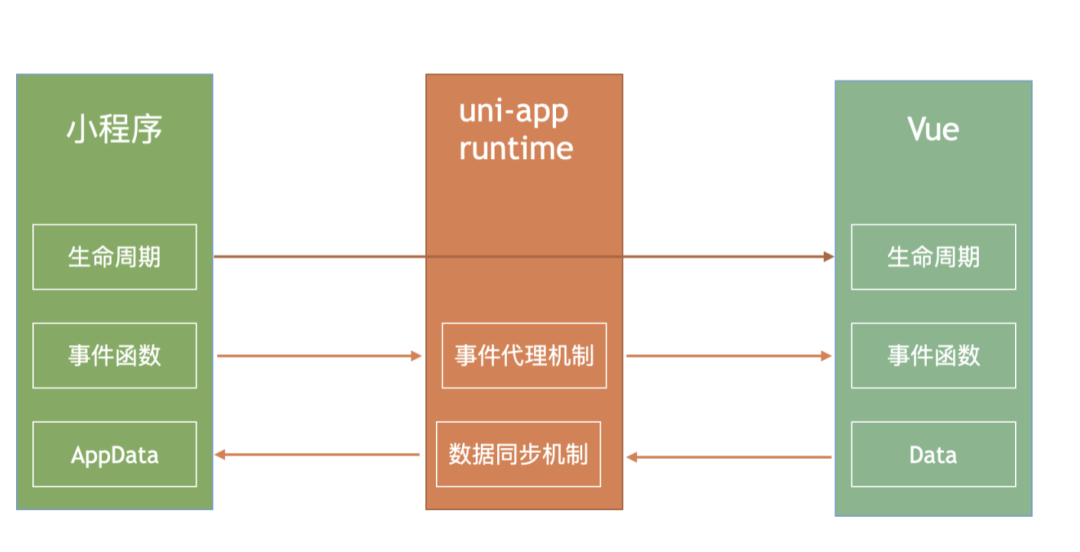 小程序
uni-app
runtime
Vue
生命周期
生命周期
事件函数
事件代理机制
事件函数
AppData
数据同步机制
Data